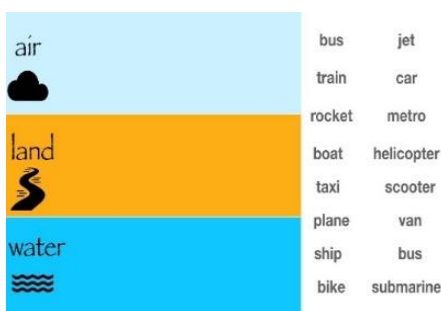 air
land
water
bus jet
train car
rocket metro
boat helicopter
taxi scooter
plane van
ship bus
bike submarine